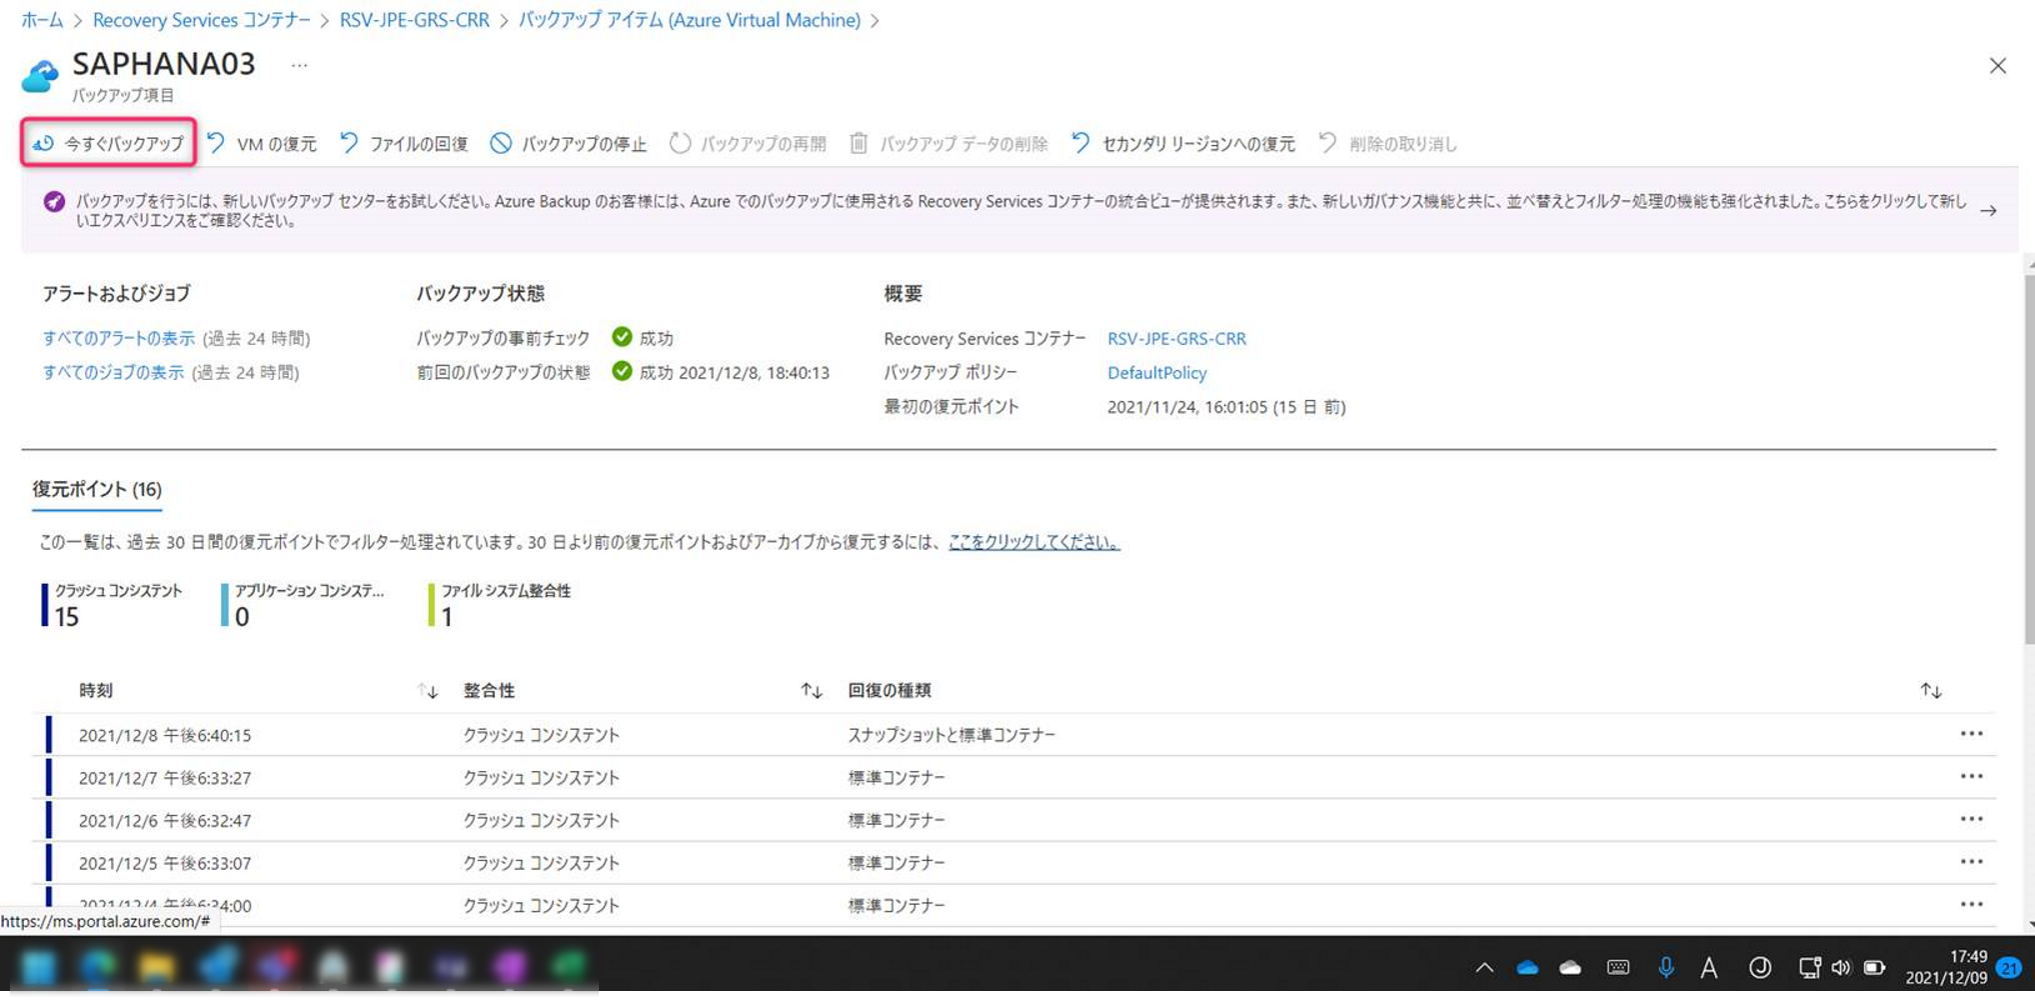 ホーム > Recovery Services コンテナー > RSV-JPE-GRS-CRR > バックアップ アイテム (Azure Virtual Machine) >
SAPHANA03 ...
バックアップ項目
今すぐバックアップ VM の復元 ファイルの回復 バックアップの停止 バックアップの再開 バックアップ データの削除 セカンダリ リージョンへの復元 削除の取り消し
バックアップを行うには、新しいバックアップ センターをお試しください。Azure Backup のお客様には、Azure でのバックアップに使用される Recovery Services コンテナーの統合ビューが提供されます。また、新しいガバナンス機能と共に、並べ替えとフィルター処理の機能も強化されました。こちらをクリックして新し
いエクスペリエンスをご確認ください。
アラートおよびジョブ バックアップ状態 概要
すべてのアラートの表示 (過去 24 時間) バックアップの事前チェック 成功 Recovery Services コンテナー RSV-JPE-GRS-CRR
すべてのジョブの表示 (過去 24 時間) 前回のバックアップの状態 成功 2021/12/8, 18:40:13 バックアップ ポリシー DefaultPolicy
最初の復元ポイント 2021/11/24, 16:01:05 (15 日 前)
復元ポイント (16)
この一覧は、過去 30 日間の復元ポイントでフィルター処理されています。30 日より前の復元ポイントおよびアーカイブから復元するには、ここをクリックしてください。
クラッシュ コンシステント アプリケーション コンシステ... ファイル システム整合性
15 0 1
時刻 整合性 回復の種類
2021/12/8 午後6:40:15 クラッシュ コンシステント スナップショットと標準コンテナー
2021/12/7 午後6:33:27 クラッシュ コンシステント 標準コンテナー
2021/12/6 午後6:32:47 クラッシュ コンシステント 標準コンテナー
2021/12/5 午後6:33:07 クラッシュ コンシステント 標準コンテナー
2021/12/4 午後6:34:00 クラッシュ コンシステント 標準コンテナー
https://ms.portal.azure.com/#
A 17:49
2021/12/09 21